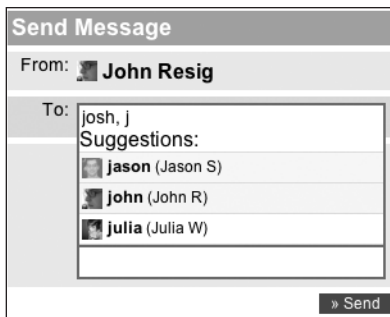 Send Message
From: John Resig
To: josh, j
Suggestions:
jason (Jason S)
john (John R)
julia (Julia W)
» Send